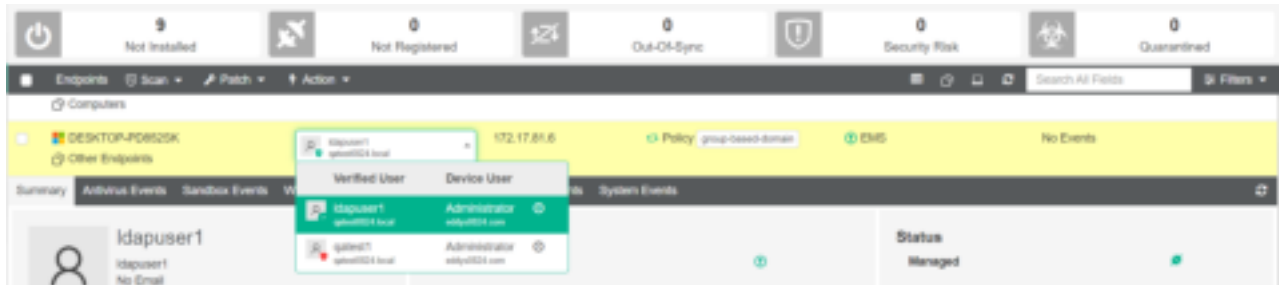 9 0 0 0 0
Not Installed Not Registered Out-Of-Sync Security Risk Quarantined
Endpoints Scan Patch Action Search All Fields Filters
Computers
DESKTOP-PD852SK ldapuser1 172.17.81.6 Policy group-based-domain EMS No Events
Other Endpoints
Verified User Device User
Summary Antivirus Events Sandbox Events W System Events
ldapuser1 Administrator
qatest1 Administrator
ldapuser1
ldapuser1
No Email
Status
Managed